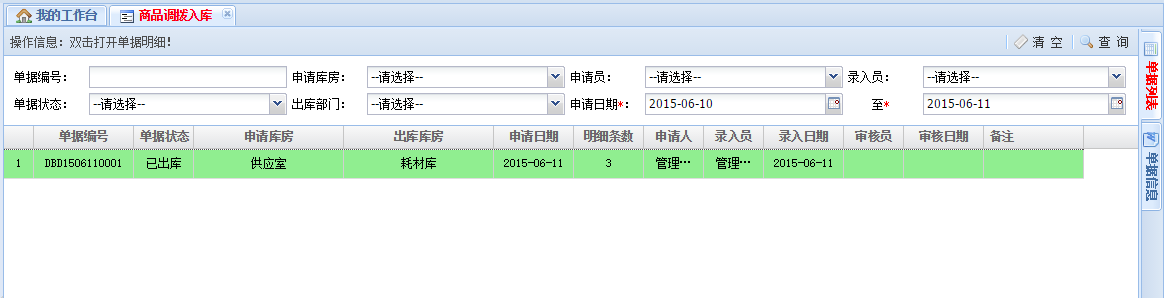 我的工作台 商品调拨入库
操作信息：双击打开单据明细! 清 空 查 询
单据编号： 申请库房： --请选择-- 申请员： --请选择-- 录入员： --请选择--
单据状态： --请选择-- 出库部门： --请选择-- 申请日期*： 2015-06-10 至* 2015-06-11
单据编号 单据状态 申请库房 出库库房 申请日期 明细条数 申请人 录入员 录入日期 审核员 审核日期 备注
1 DBD1506110001 已出库 供应室 耗材库 2015-06-11 3 管理… 管理… 2015-06-11
单据列表
单据信息